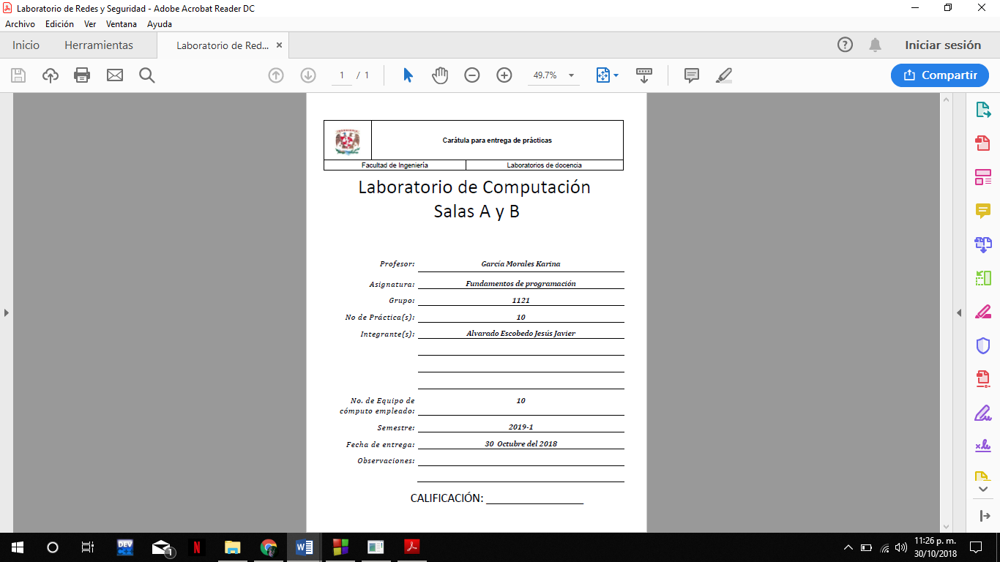 Laboratorio de Redes y Seguridad - Adobe Acrobat Reader DC
Archivo Edición Ver Ventana Ayuda
Inicio Herramientas Laboratorio de Red... × Iniciar sesión
1 / 1 49.7% Compartir
Carátula para entrega de prácticas
Facultad de Ingeniería Laboratorios de docencia
Laboratorio de Computación
Salas A y B
Profesor: García Morales Karina
Asignatura: Fundamentos de programación
Grupo: 1121
No de Práctica(s): 10
Integrante(s): Alvarado Escobedo Jesús Javier
No. de Equipo de 10
cómputo empleado:
Semestre: 2019-1
Fecha de entrega: 30 Octubre del 2018
Observaciones:
CALIFICACIÓN: ________________
DEV 1 N W 11:26 p. m.
30/10/2018